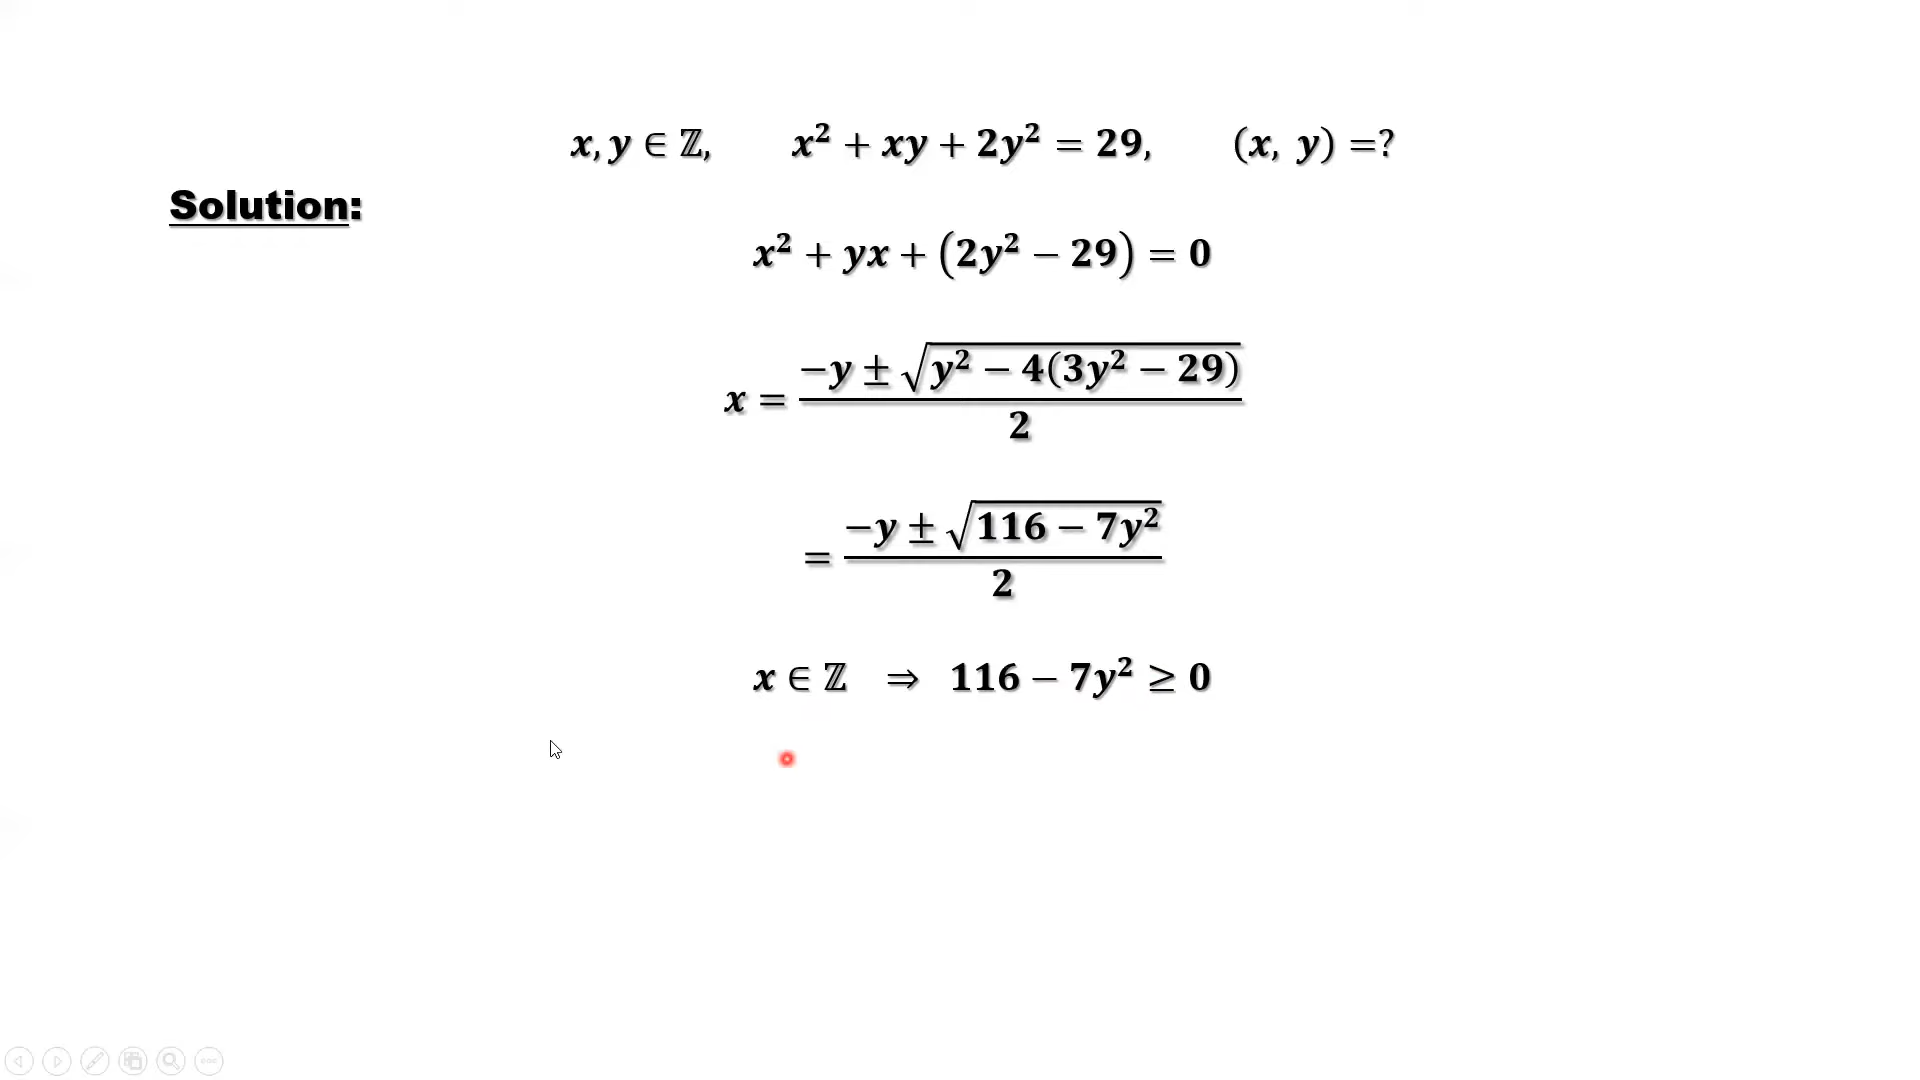 x, y ∈ ℤ, x² + xy + 2y² = 29, (x, y) =?
Solution:
x² + yx + (2y² − 29) = 0
x = (−y ± √(y² − 4(3y² − 29))) / 2
= (−y ± √(116 − 7y²)) / 2
x ∈ ℤ ⇒ 116 − 7y² ≥ 0